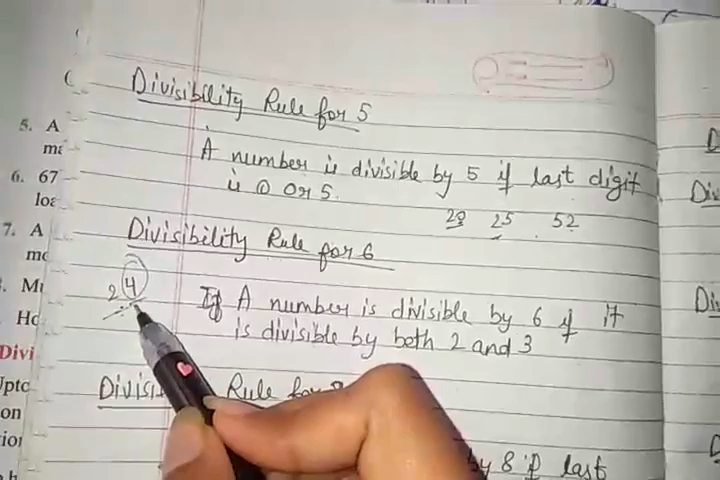 Divisibility Rule for 5
5. A
A number is divisible by 5 if last digit
is 0 or 5.
6. 67
20 25 52
7. A
Divisibility Rule for 6
24
If A number is divisible by 6 if it
is divisible by both 2 and 3
Divi
Rule for
by 8 if last